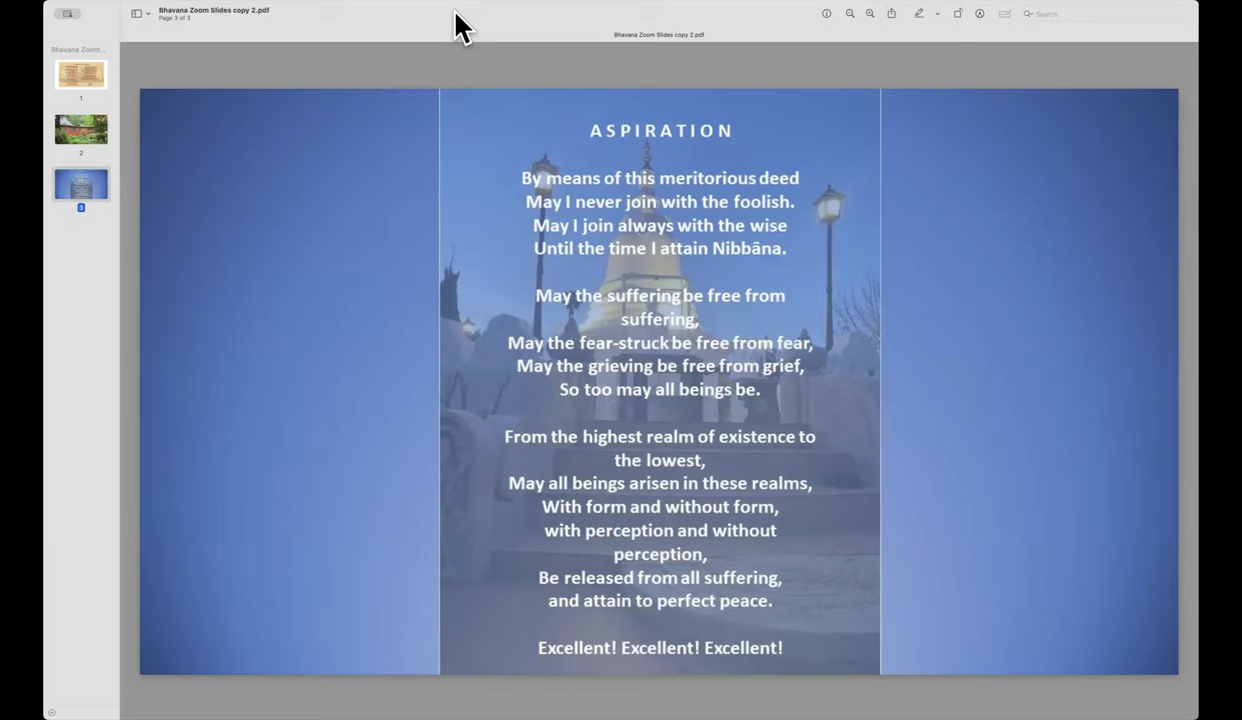 Bhavana Zoom Slides copy 2.pdf
Page 3 of 3
Search
Bhavana Zoom Slides copy 2.pdf
Bhavana Zoom...
1
2
3
ASPIRATION
By means of this meritorious deed
May I never join with the foolish.
May I join always with the wise
Until the time I attain Nibbāna.
May the suffering be free from
suffering,
May the fear-struck be free from fear,
May the grieving be free from grief,
So too may all beings be.
From the highest realm of existence to
the lowest,
May all beings arisen in these realms,
With form and without form,
with perception and without
perception,
Be released from all suffering,
and attain to perfect peace.
Excellent! Excellent! Excellent!